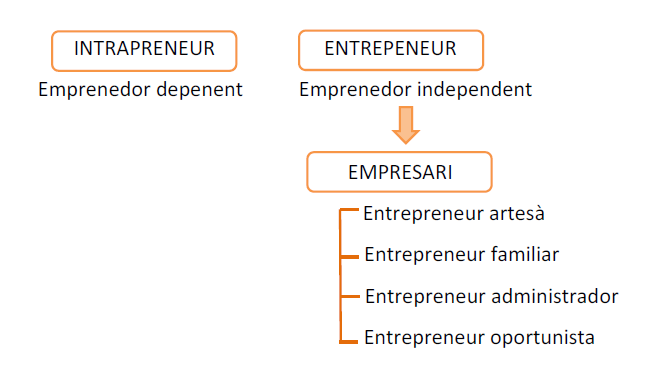 INTRAPRENEUR
Emprenedor depenent
ENTREPENEUR
Emprenedor independent
EMPRESARI
Entrepreneur artesà
Entrepreneur familiar
Entrepreneur administrador
Entrepreneur oportunista